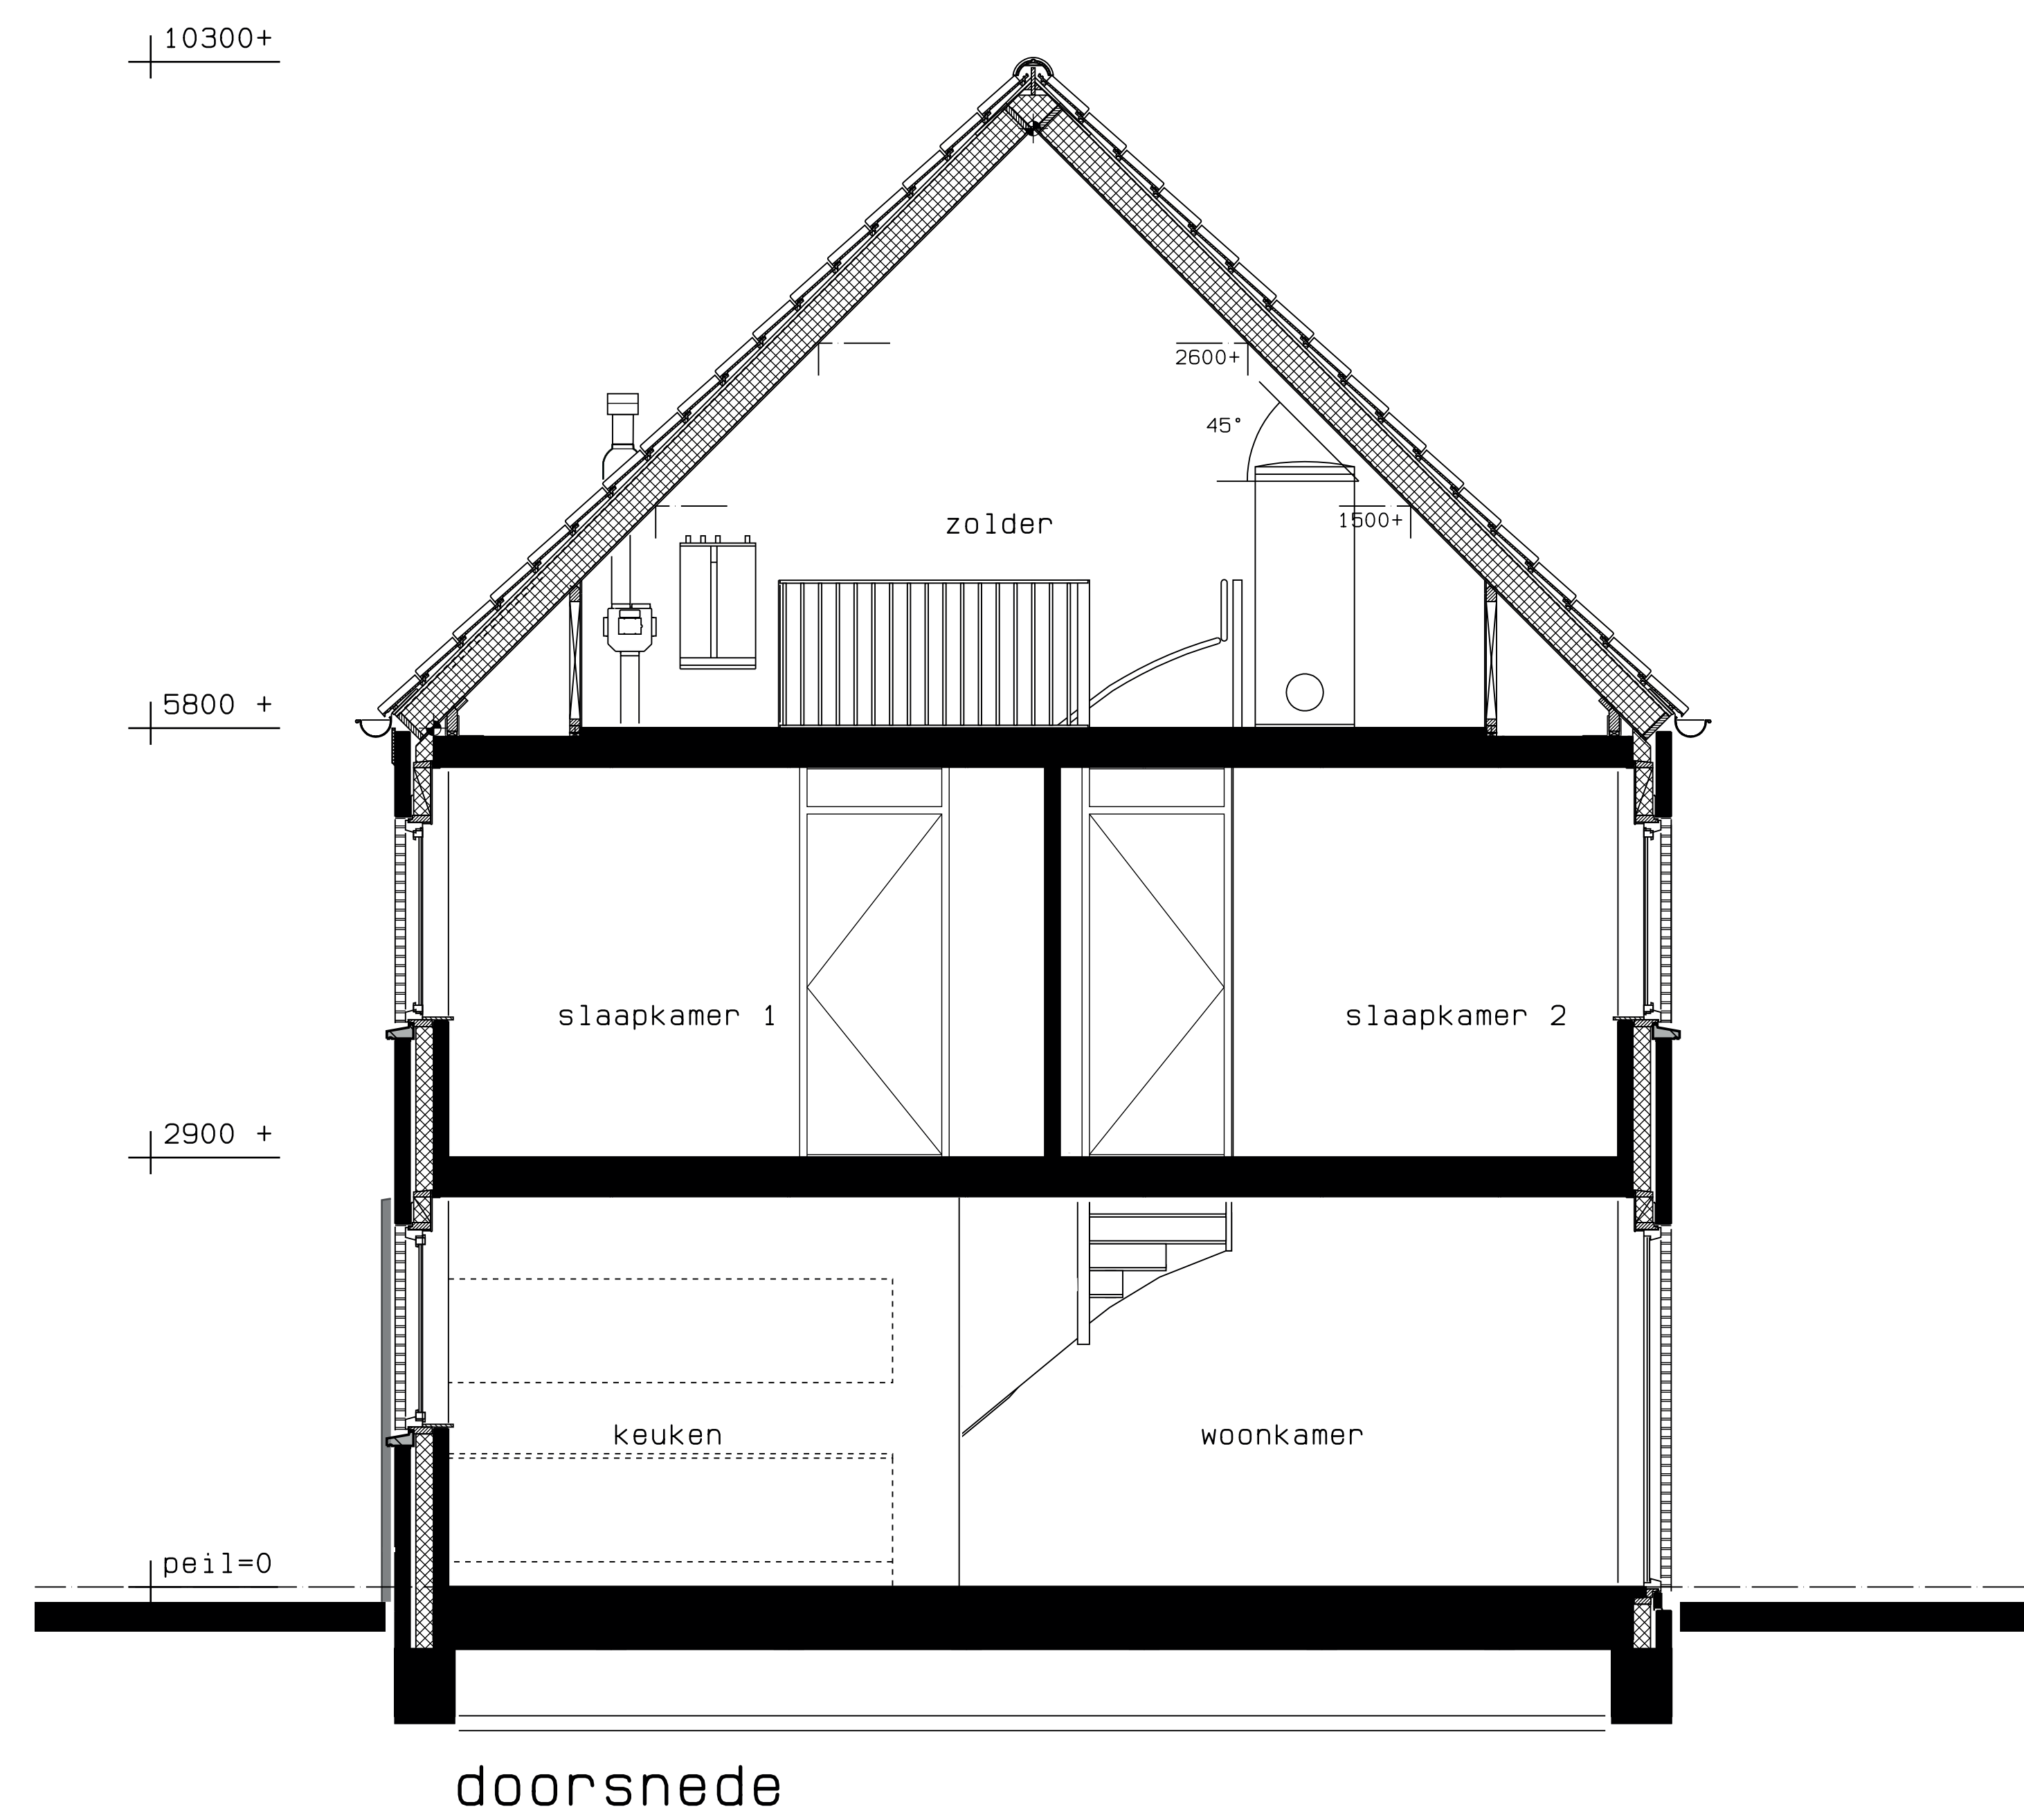 10300+
2600+
45°
1500+
zolder
5800 +
slaapkamer 1
slaapkamer 2
2900 +
keuken
woonkamer
peil=0
doorsnede